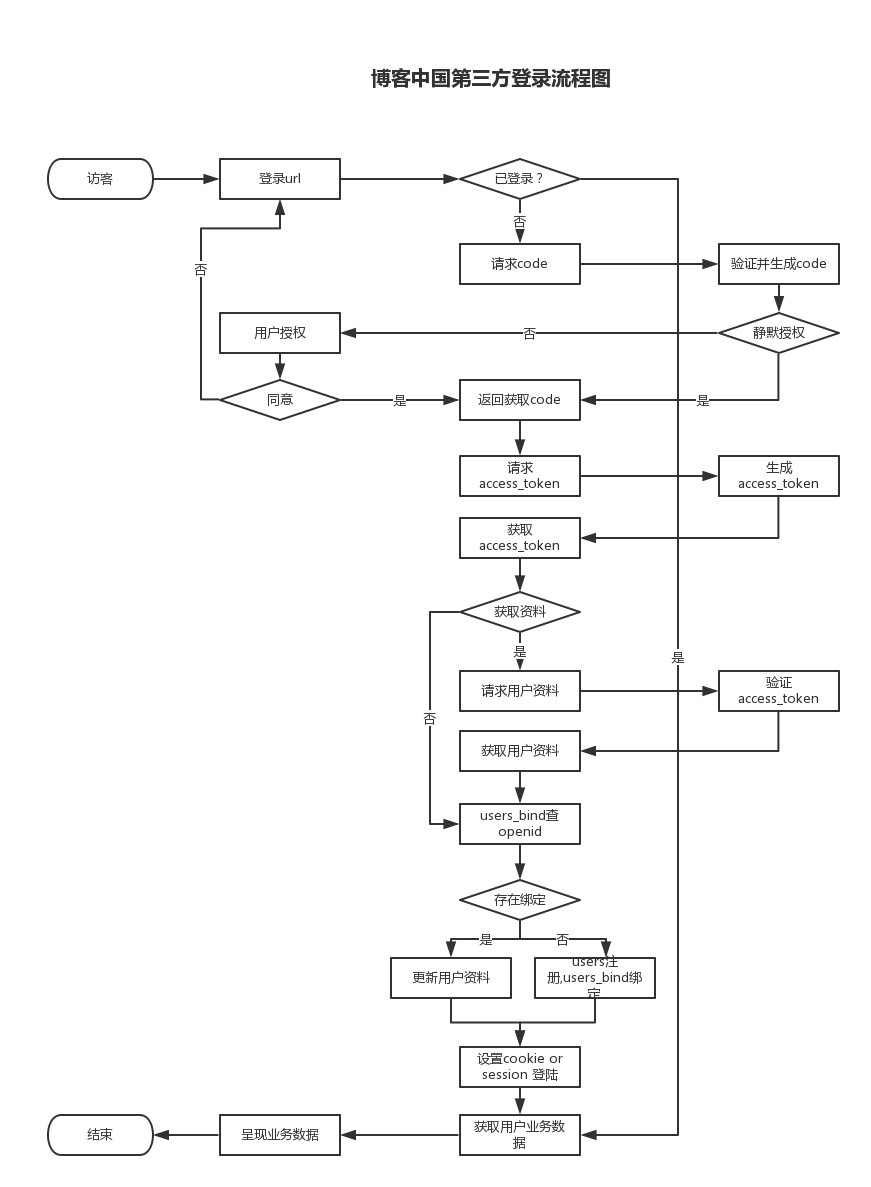 博客中国第三方登录流程图
访客
登录url
已登录？
否
请求code
验证并生成code
否
用户授权
否
静默授权
同意
是
返回获取code
是
请求
access_token
生成
access_token
获取
access_token
获取资料
是
是
请求用户资料
验证
access_token
否
获取用户资料
users_bind查
openid
存在绑定
是
否
更新用户资料
users注
册,users_bind绑
定
设置cookie or
session 登陆
结束
呈现业务数据
获取用户业务数
据